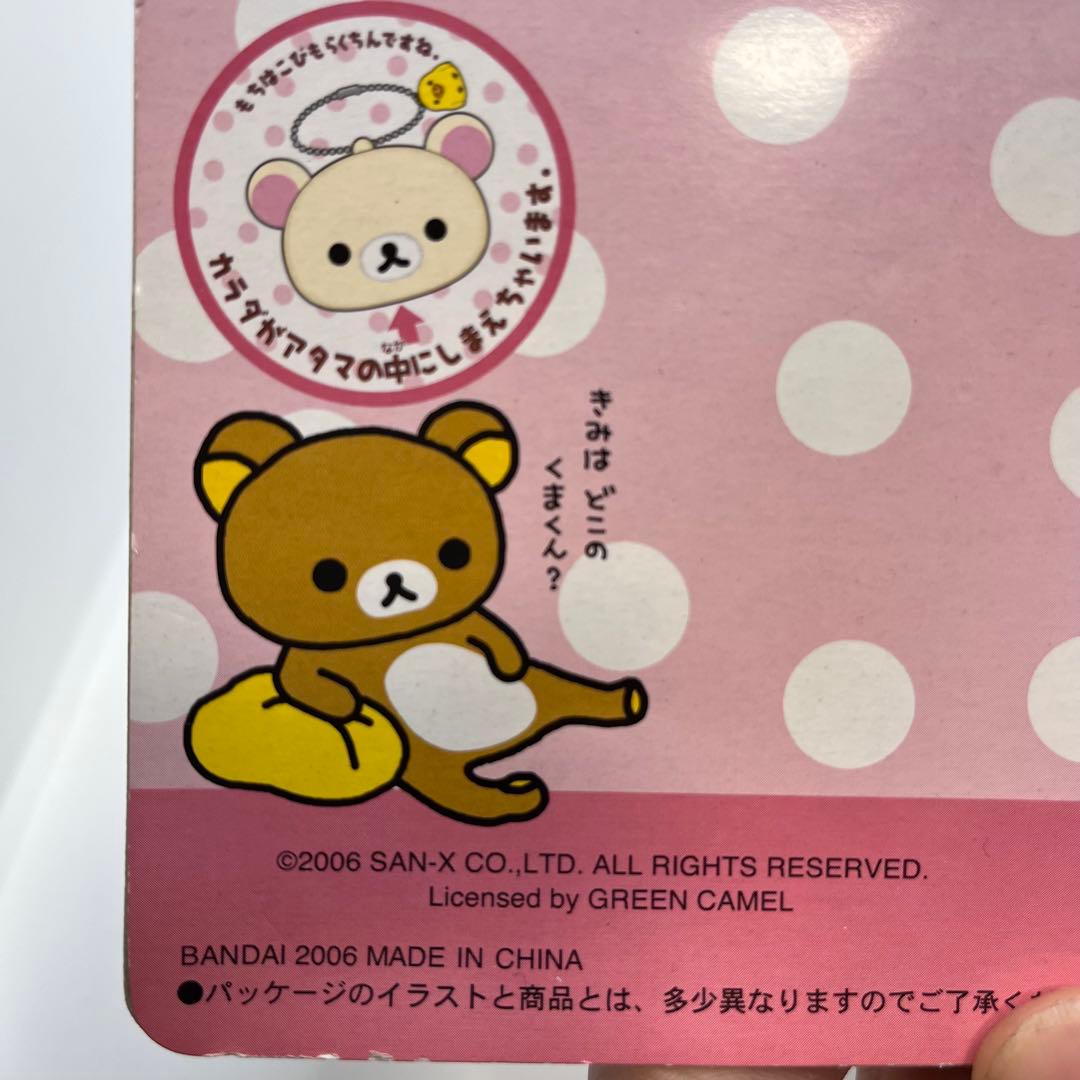 もちはこびもらくちんですね。
カラダがアタマの中にしまえちゃいます。
なか
きみは どこの
くまくん?
©2006 SAN-X CO.,LTD. ALL RIGHTS RESERVED.
Licensed by GREEN CAMEL
BANDAI 2006 MADE IN CHINA
●パッケージのイラストと商品とは、多少異なりますのでご了承く